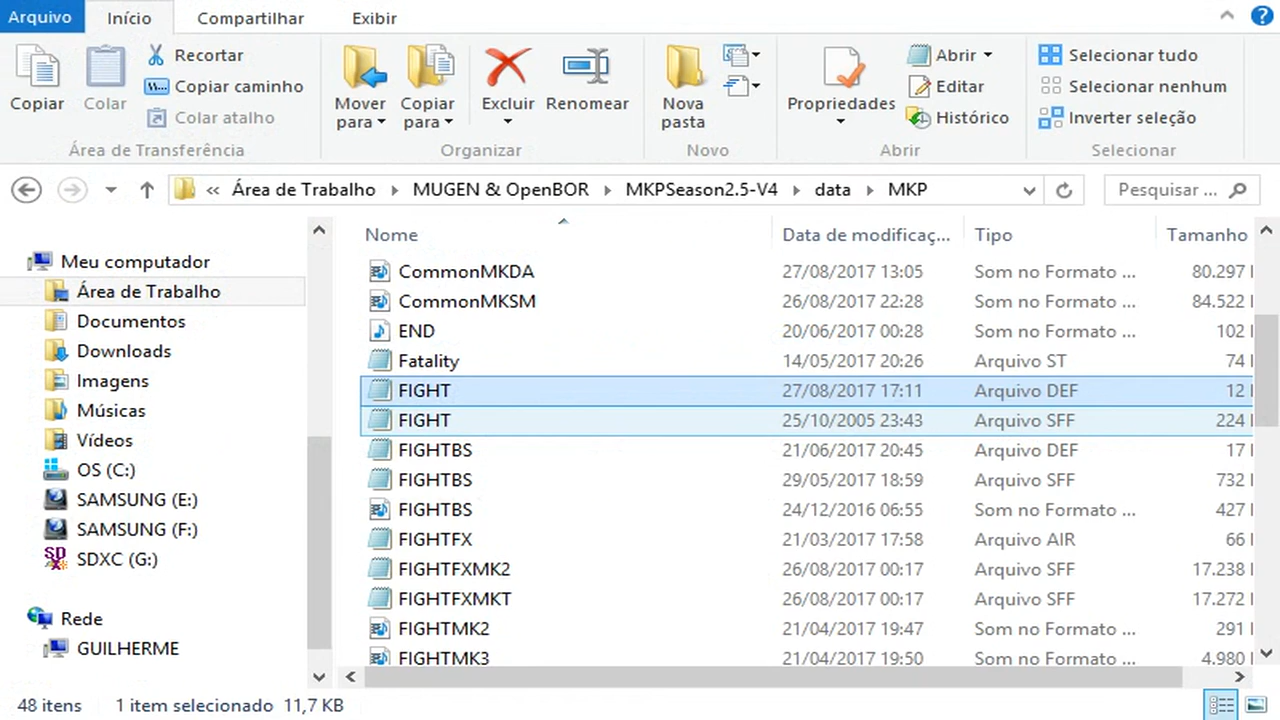 Arquivo Início Compartilhar Exibir
Copiar
Colar
Recortar
Copiar caminho
Colar atalho
Área de Transferência
Mover para
Copiar para
Excluir
Renomear
Organizar
Nova pasta
Novo
Propriedades
Abrir
Editar
Histórico
Abrir
Selecionar tudo
Selecionar nenhum
Inverter seleção
Selecionar
« Área de Trabalho MUGEN & OpenBOR MKPSeason2.5-V4 data MKP
Pesquisar ...
Meu computador
Área de Trabalho
Documentos
Downloads
Imagens
Músicas
Vídeos
OS (C:)
SAMSUNG (E:)
SAMSUNG (F:)
SDXC (G:)
Rede
GUILHERME
Nome Data de modificaç... Tipo Tamanho
CommonMKDA 27/08/2017 13:05 Som no Formato ... 80.297
CommonMKSM 26/08/2017 22:28 Som no Formato ... 84.522
END 20/06/2017 00:28 Som no Formato ... 102
Fatality 14/05/2017 20:26 Arquivo ST 74
FIGHT 27/08/2017 17:11 Arquivo DEF 12
FIGHT 25/10/2005 23:43 Arquivo SFF 224
FIGHTBS 21/06/2017 20:45 Arquivo DEF 17
FIGHTBS 29/05/2017 18:59 Arquivo SFF 732
FIGHTBS 24/12/2016 06:55 Som no Formato ... 427
FIGHTFX 21/03/2017 17:58 Arquivo AIR 66
FIGHTFXMK2 26/08/2017 00:17 Arquivo SFF 17.238
FIGHTFXMKT 26/08/2017 00:17 Arquivo SFF 17.272
FIGHTMK2 21/04/2017 19:47 Som no Formato ... 291
FIGHTMK3 21/04/2017 19:50 Som no Formato ... 4.980
48 itens 1 item selecionado 11,7 KB